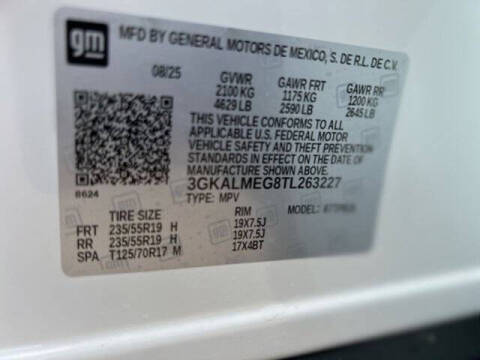 gm MFD BY GENERAL MOTORS DE MEXICO, S. DE R.L. DE C.V.
08/25 GVWR GAWR FRT GAWR RR
2100 KG 1175 KG 1200 KG
4629 LB 2590 LB 2645 LB
THIS VEHICLE CONFORMS TO ALL
APPLICABLE U.S. FEDERAL MOTOR
VEHICLE SAFETY AND THEFT PREVENTION
STANDARDS IN EFFECT ON THE DATE OF
MANUFACTURE SHOWN ABOVE.
8624 3GKALMEG8TL263227
TYPE: MPV MODEL:
TIRE SIZE RIM
FRT 235/55R19 H 19X7.5J
RR 235/55R19 H 19X7.5J
SPA T125/70R17 M 17X4BT